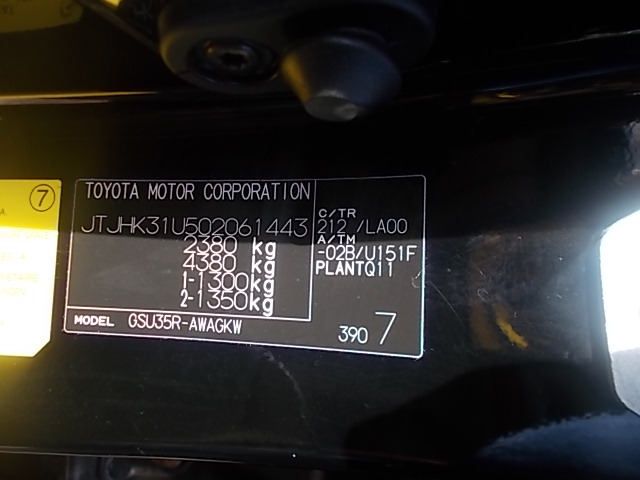 7
TOYOTA MOTOR CORPORATION
JTJHK31U502061443
2380 kg
4380 kg
1-1300kg
2-1350kg
C/TR
212 /LA00
A/TM
-02B/U151F
PLANTQ11
MODEL GSU35R-AWAGKW
390 7